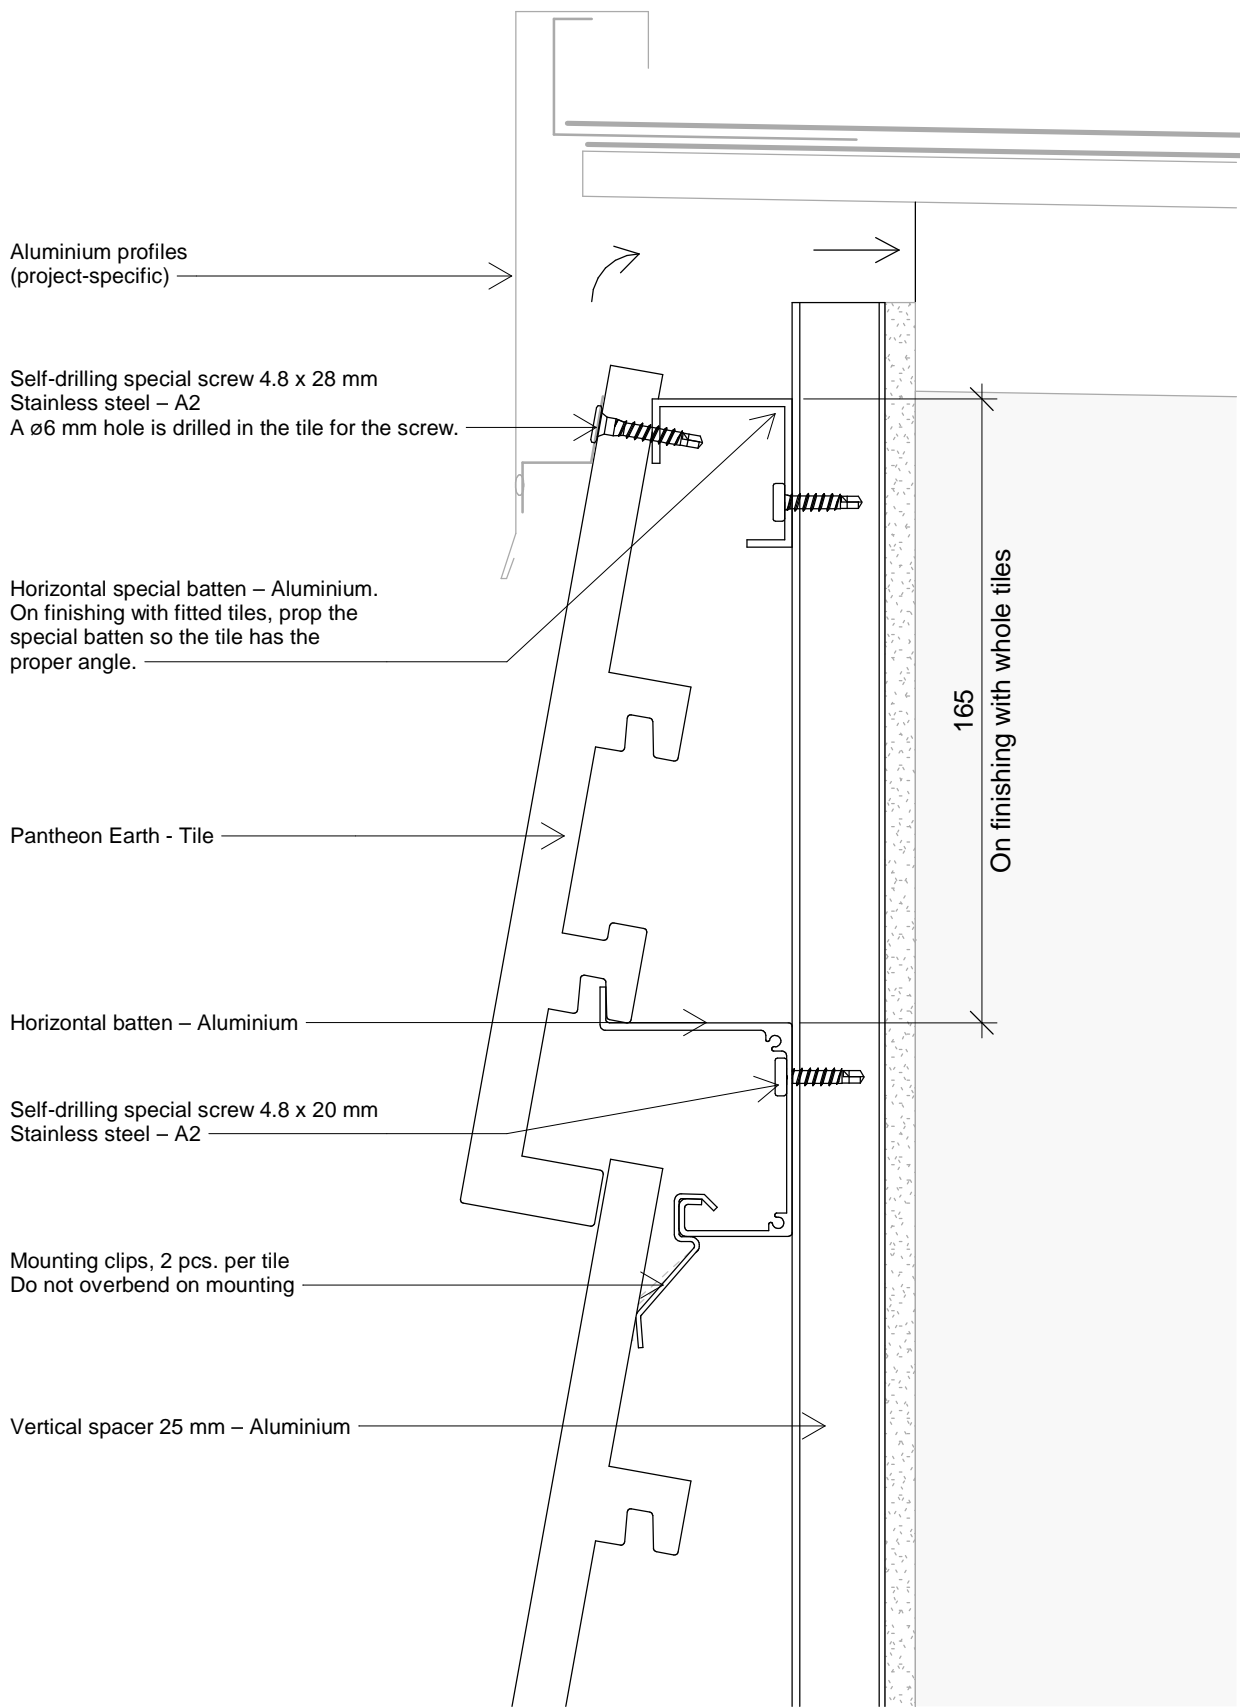 Aluminium profiles
(project-specific)
Self-drilling special screw 4.8 x 28 mm
Stainless steel – A2
A ø6 mm hole is drilled in the tile for the screw.
Horizontal special batten – Aluminium.
On finishing with fitted tiles, prop the
special batten so the tile has the
proper angle.
165
On finishing with whole tiles
Pantheon Earth - Tile
Horizontal batten – Aluminium
Self-drilling special screw 4.8 x 20 mm
Stainless steel – A2
Mounting clips, 2 pcs. per tile
Do not overbend on mounting
Vertical spacer 25 mm – Aluminium